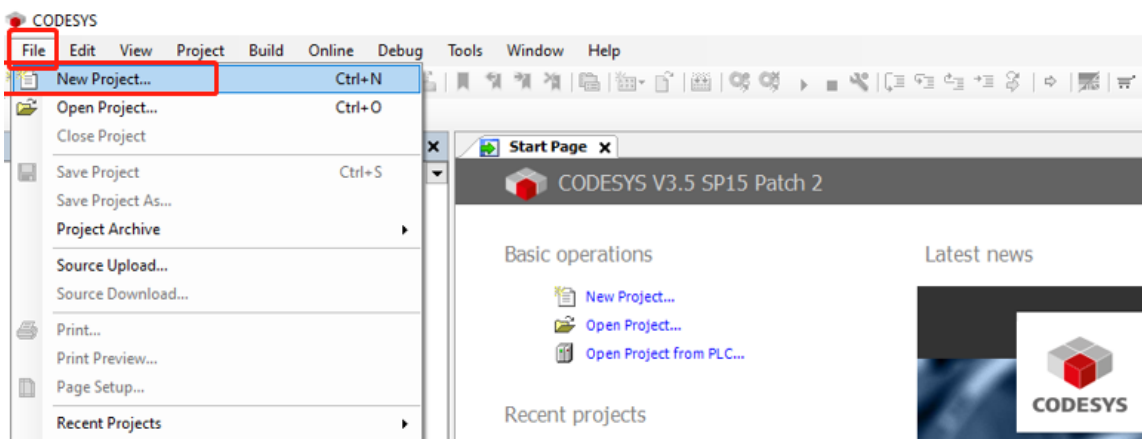 CODESYS
File Edit View Project Build Online Debug Tools Window Help
New Project... Ctrl+N
Open Project... Ctrl+O
Close Project
Save Project Ctrl+S
Save Project As...
Project Archive
Source Upload...
Source Download...
Print...
Print Preview...
Page Setup...
Recent Projects
Start Page
CODESYS V3.5 SP15 Patch 2
Basic operations
New Project...
Open Project...
Open Project from PLC...
Recent projects
Latest news
CODESYS